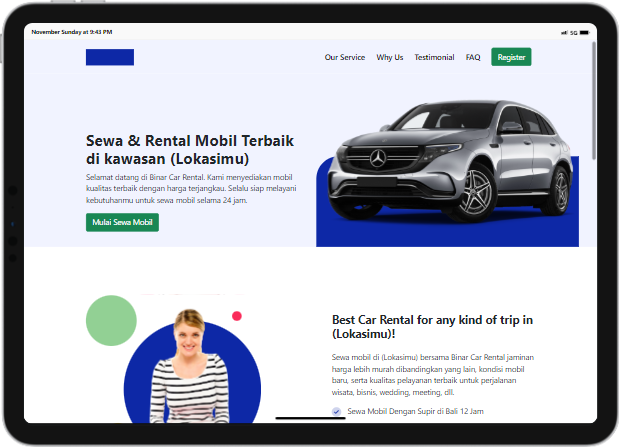 November Sunday at 9:43 PM
5G
Our Service Why Us Testimonial FAQ Register
Sewa & Rental Mobil Terbaik
di kawasan (Lokasimu)
Selamat datang di Binar Car Rental. Kami menyediakan mobil
kualitas terbaik dengan harga terjangkau. Selalu siap melayani
kebutuhanmu untuk sewa mobil selama 24 jam.
Mulai Sewa Mobil
Best Car Rental for any kind of trip in
(Lokasimu)!
Sewa mobil di (Lokasimu) bersama Binar Car Rental jaminan
harga lebih murah dibandingkan yang lain, kondisi mobil
baru, serta kualitas pelayanan terbaik untuk perjalanan
wisata, bisnis, wedding, meeting, dll.
Sewa Mobil Dengan Supir di Bali 12 Jam